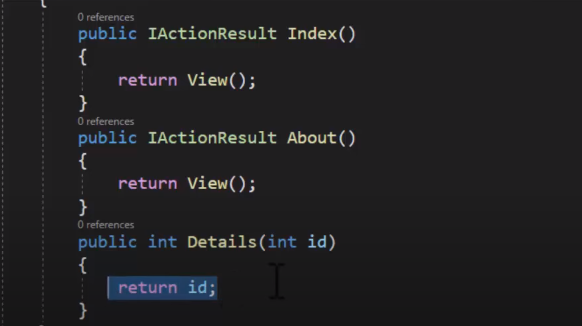 {
0 references
public IActionResult Index()
{
return View();
}
0 references
public IActionResult About()
{
return View();
}
0 references
public int Details(int id)
{
return id;
}